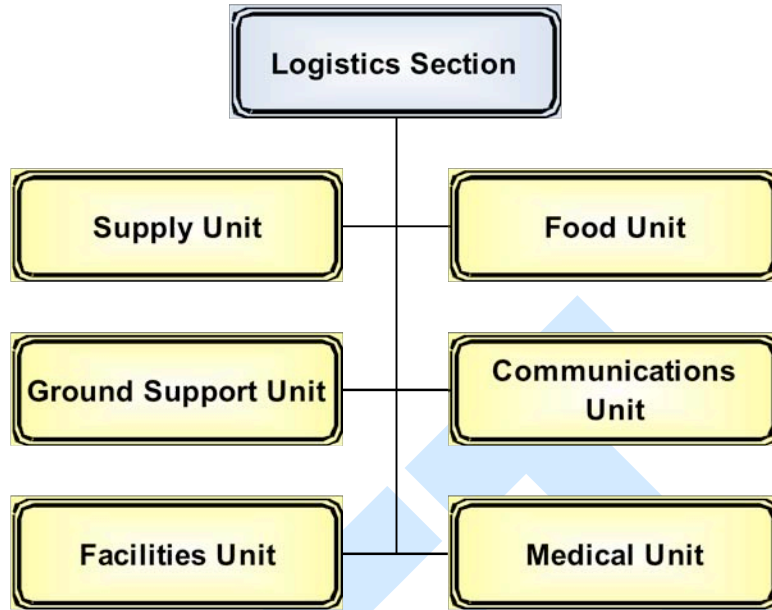 Logistics Section
Supply Unit
Food Unit
Ground Support Unit
Communications
Unit
Facilities Unit
Medical Unit